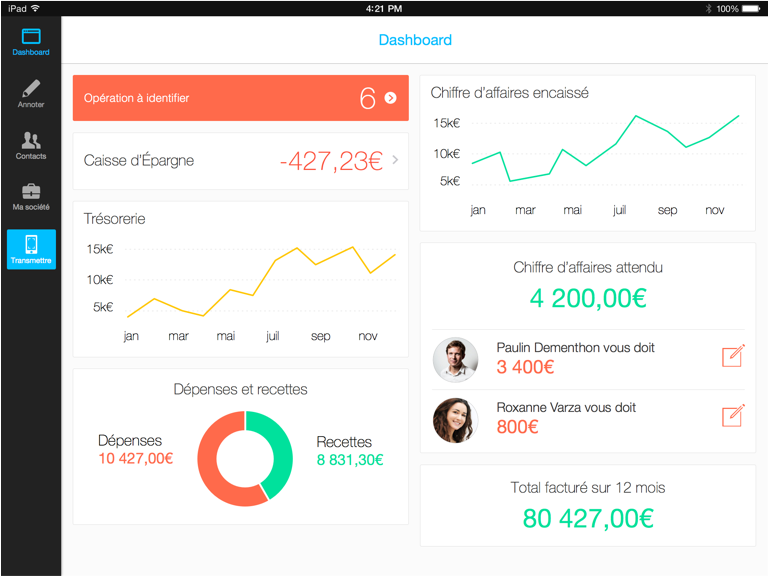 iPad
4:21 PM
100%
Dashboard
Dashboard
Annoter
Contacts
Ma société
Transmettre
Opération à identifier
6
Caisse d'Épargne
-427,23€
Trésorerie
15k€
10k€
5k€
jan mar mai juil sep nov
Dépenses et recettes
Dépenses
10 427,00€
Recettes
8 831,30€
Chiffre d'affaires encaissé
15k€
10k€
5k€
jan mar mai juil sep nov
Chiffre d'affaires attendu
4 200,00€
Paulin Dementhon vous doit
3 400€
Roxanne Varza vous doit
800€
Total facturé sur 12 mois
80 427,00€